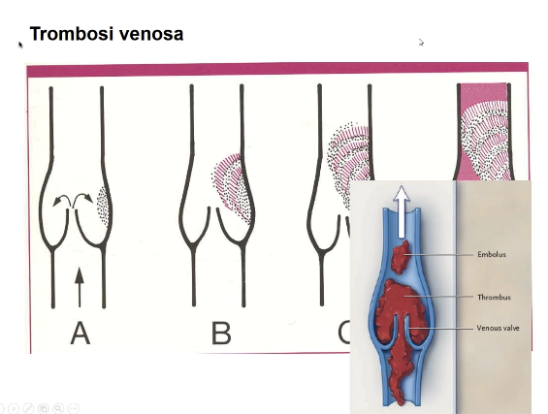 Trombosi venosa
A
B
C
Embolus
Thrombus
Venous valve